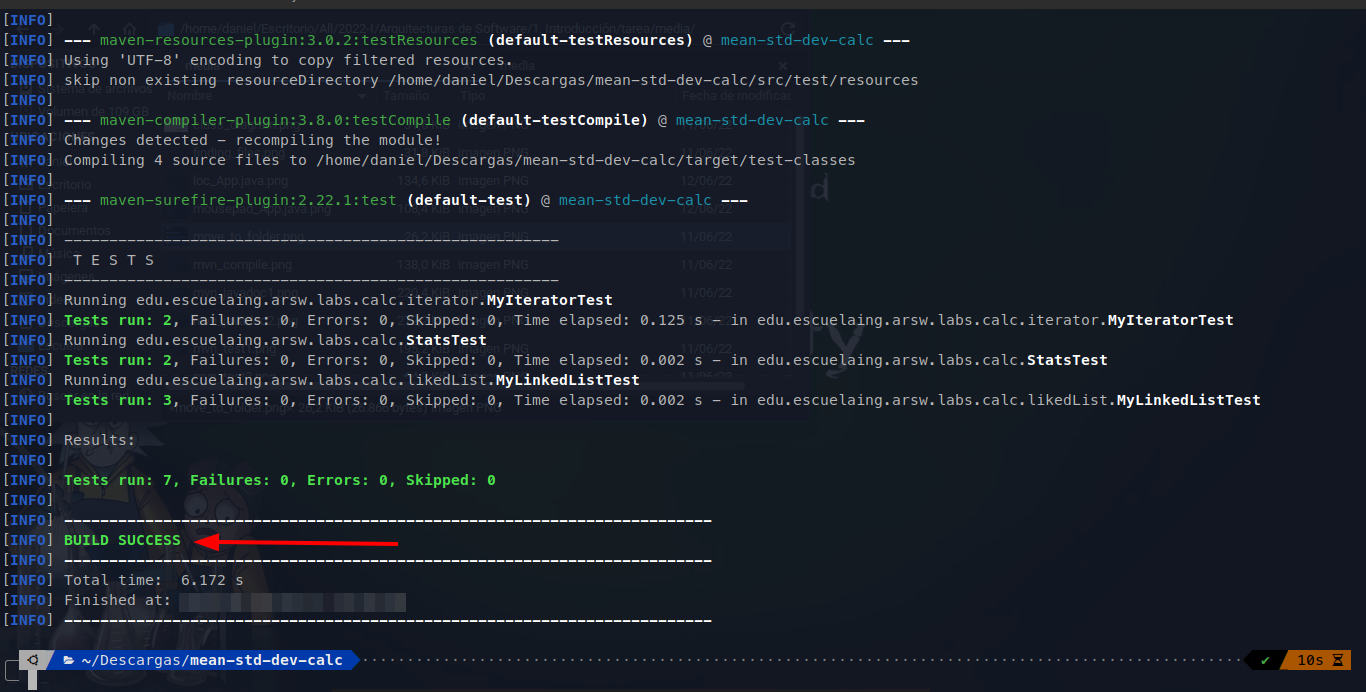 [INFO]
[INFO] --- maven-resources-plugin:3.0.2:testResources (default-testResources) @ mean-std-dev-calc ---
[INFO] Using 'UTF-8' encoding to copy filtered resources.
[INFO] skip non existing resourceDirectory /home/daniel/Descargas/mean-std-dev-calc/src/test/resources
[INFO]
[INFO] --- maven-compiler-plugin:3.8.0:testCompile (default-testCompile) @ mean-std-dev-calc ---
[INFO] Changes detected - recompiling the module!
[INFO] Compiling 4 source files to /home/daniel/Descargas/mean-std-dev-calc/target/test-classes
[INFO]
[INFO] --- maven-surefire-plugin:2.22.1:test (default-test) @ mean-std-dev-calc ---
[INFO]
[INFO] -------------------------------------------------------
[INFO]  T E S T S
[INFO] -------------------------------------------------------
[INFO] Running edu.escuelaing.arsw.labs.calc.iterator.MyIteratorTest
[INFO] Tests run: 2, Failures: 0, Errors: 0, Skipped: 0, Time elapsed: 0.125 s - in edu.escuelaing.arsw.labs.calc.iterator.MyIteratorTest
[INFO] Running edu.escuelaing.arsw.labs.calc.StatsTest
[INFO] Tests run: 2, Failures: 0, Errors: 0, Skipped: 0, Time elapsed: 0.002 s - in edu.escuelaing.arsw.labs.calc.StatsTest
[INFO] Running edu.escuelaing.arsw.labs.calc.likedList.MyLinkedListTest
[INFO] Tests run: 3, Failures: 0, Errors: 0, Skipped: 0, Time elapsed: 0.002 s - in edu.escuelaing.arsw.labs.calc.likedList.MyLinkedListTest
[INFO]
[INFO] Results:
[INFO]
[INFO] Tests run: 7, Failures: 0, Errors: 0, Skipped: 0
[INFO]
[INFO] ------------------------------------------------------------------------
[INFO] BUILD SUCCESS
[INFO] ------------------------------------------------------------------------
[INFO] Total time:  6.172 s
[INFO] Finished at:
[INFO] ------------------------------------------------------------------------
~/Descargas/mean-std-dev-calc ✔ 10s